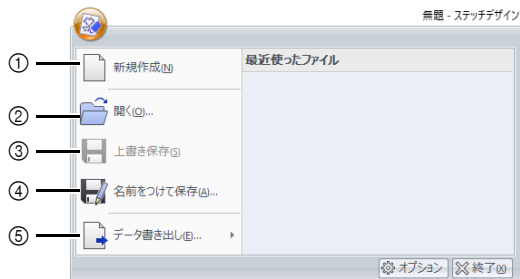 無題 - ステッチデザイン
① 新規作成(N)
最近使ったファイル
② 開く(O)...
③ 上書き保存(S)
④ 名前をつけて保存(A)...
⑤ データ書き出し(E)...
オプション 終了(X)